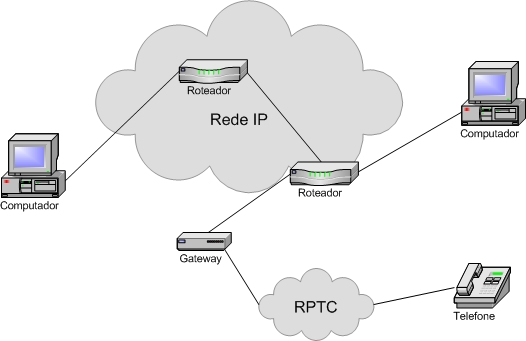 Roteador
Rede IP
Computador
Computador
Roteador
Gateway
RPTC
Telefone